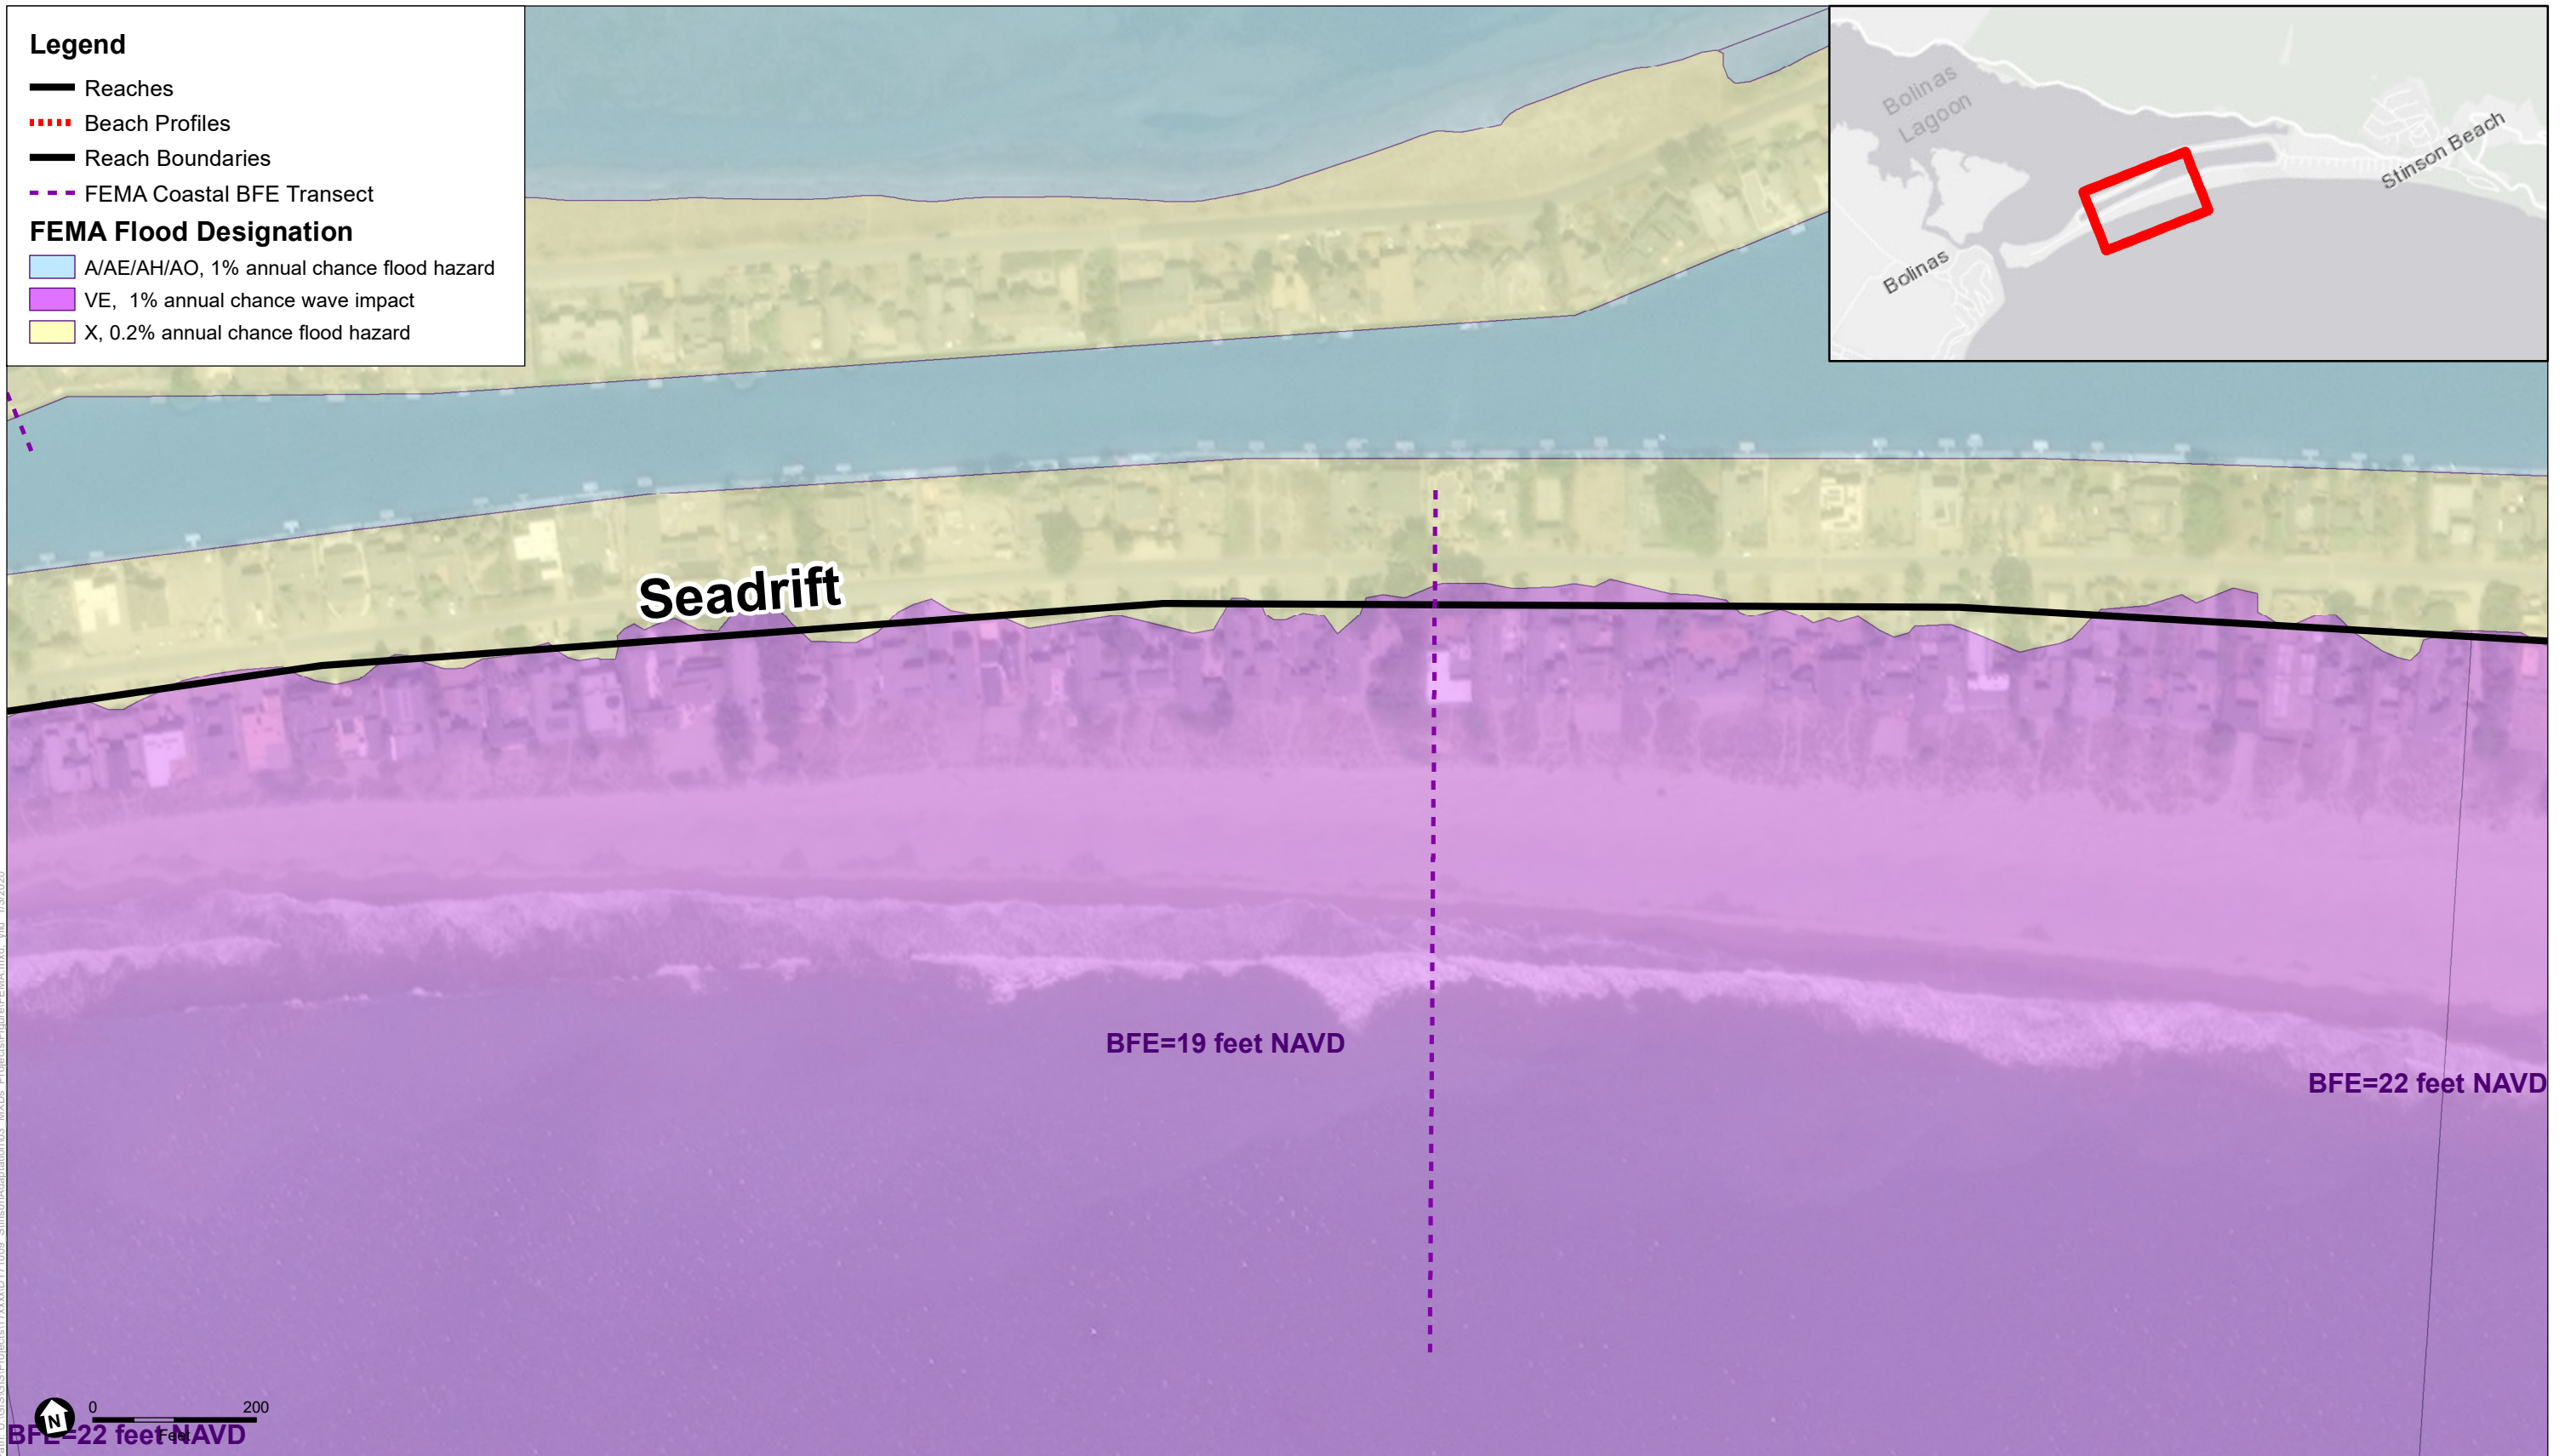 Legend
Reaches
Beach Profiles
Reach Boundaries
FEMA Coastal BFE Transect
FEMA Flood Designation
A/AE/AH/AO, 1% annual chance flood hazard
VE, 1% annual chance wave impact
X, 0.2% annual chance flood hazard
Bolinas
Lagoon
Stinson Beach
Bolinas
Seadrift
BFE=19 feet NAVD
BFE=22 feet NAVD
N
0 200
Feet
BFE=22 feet NAVD